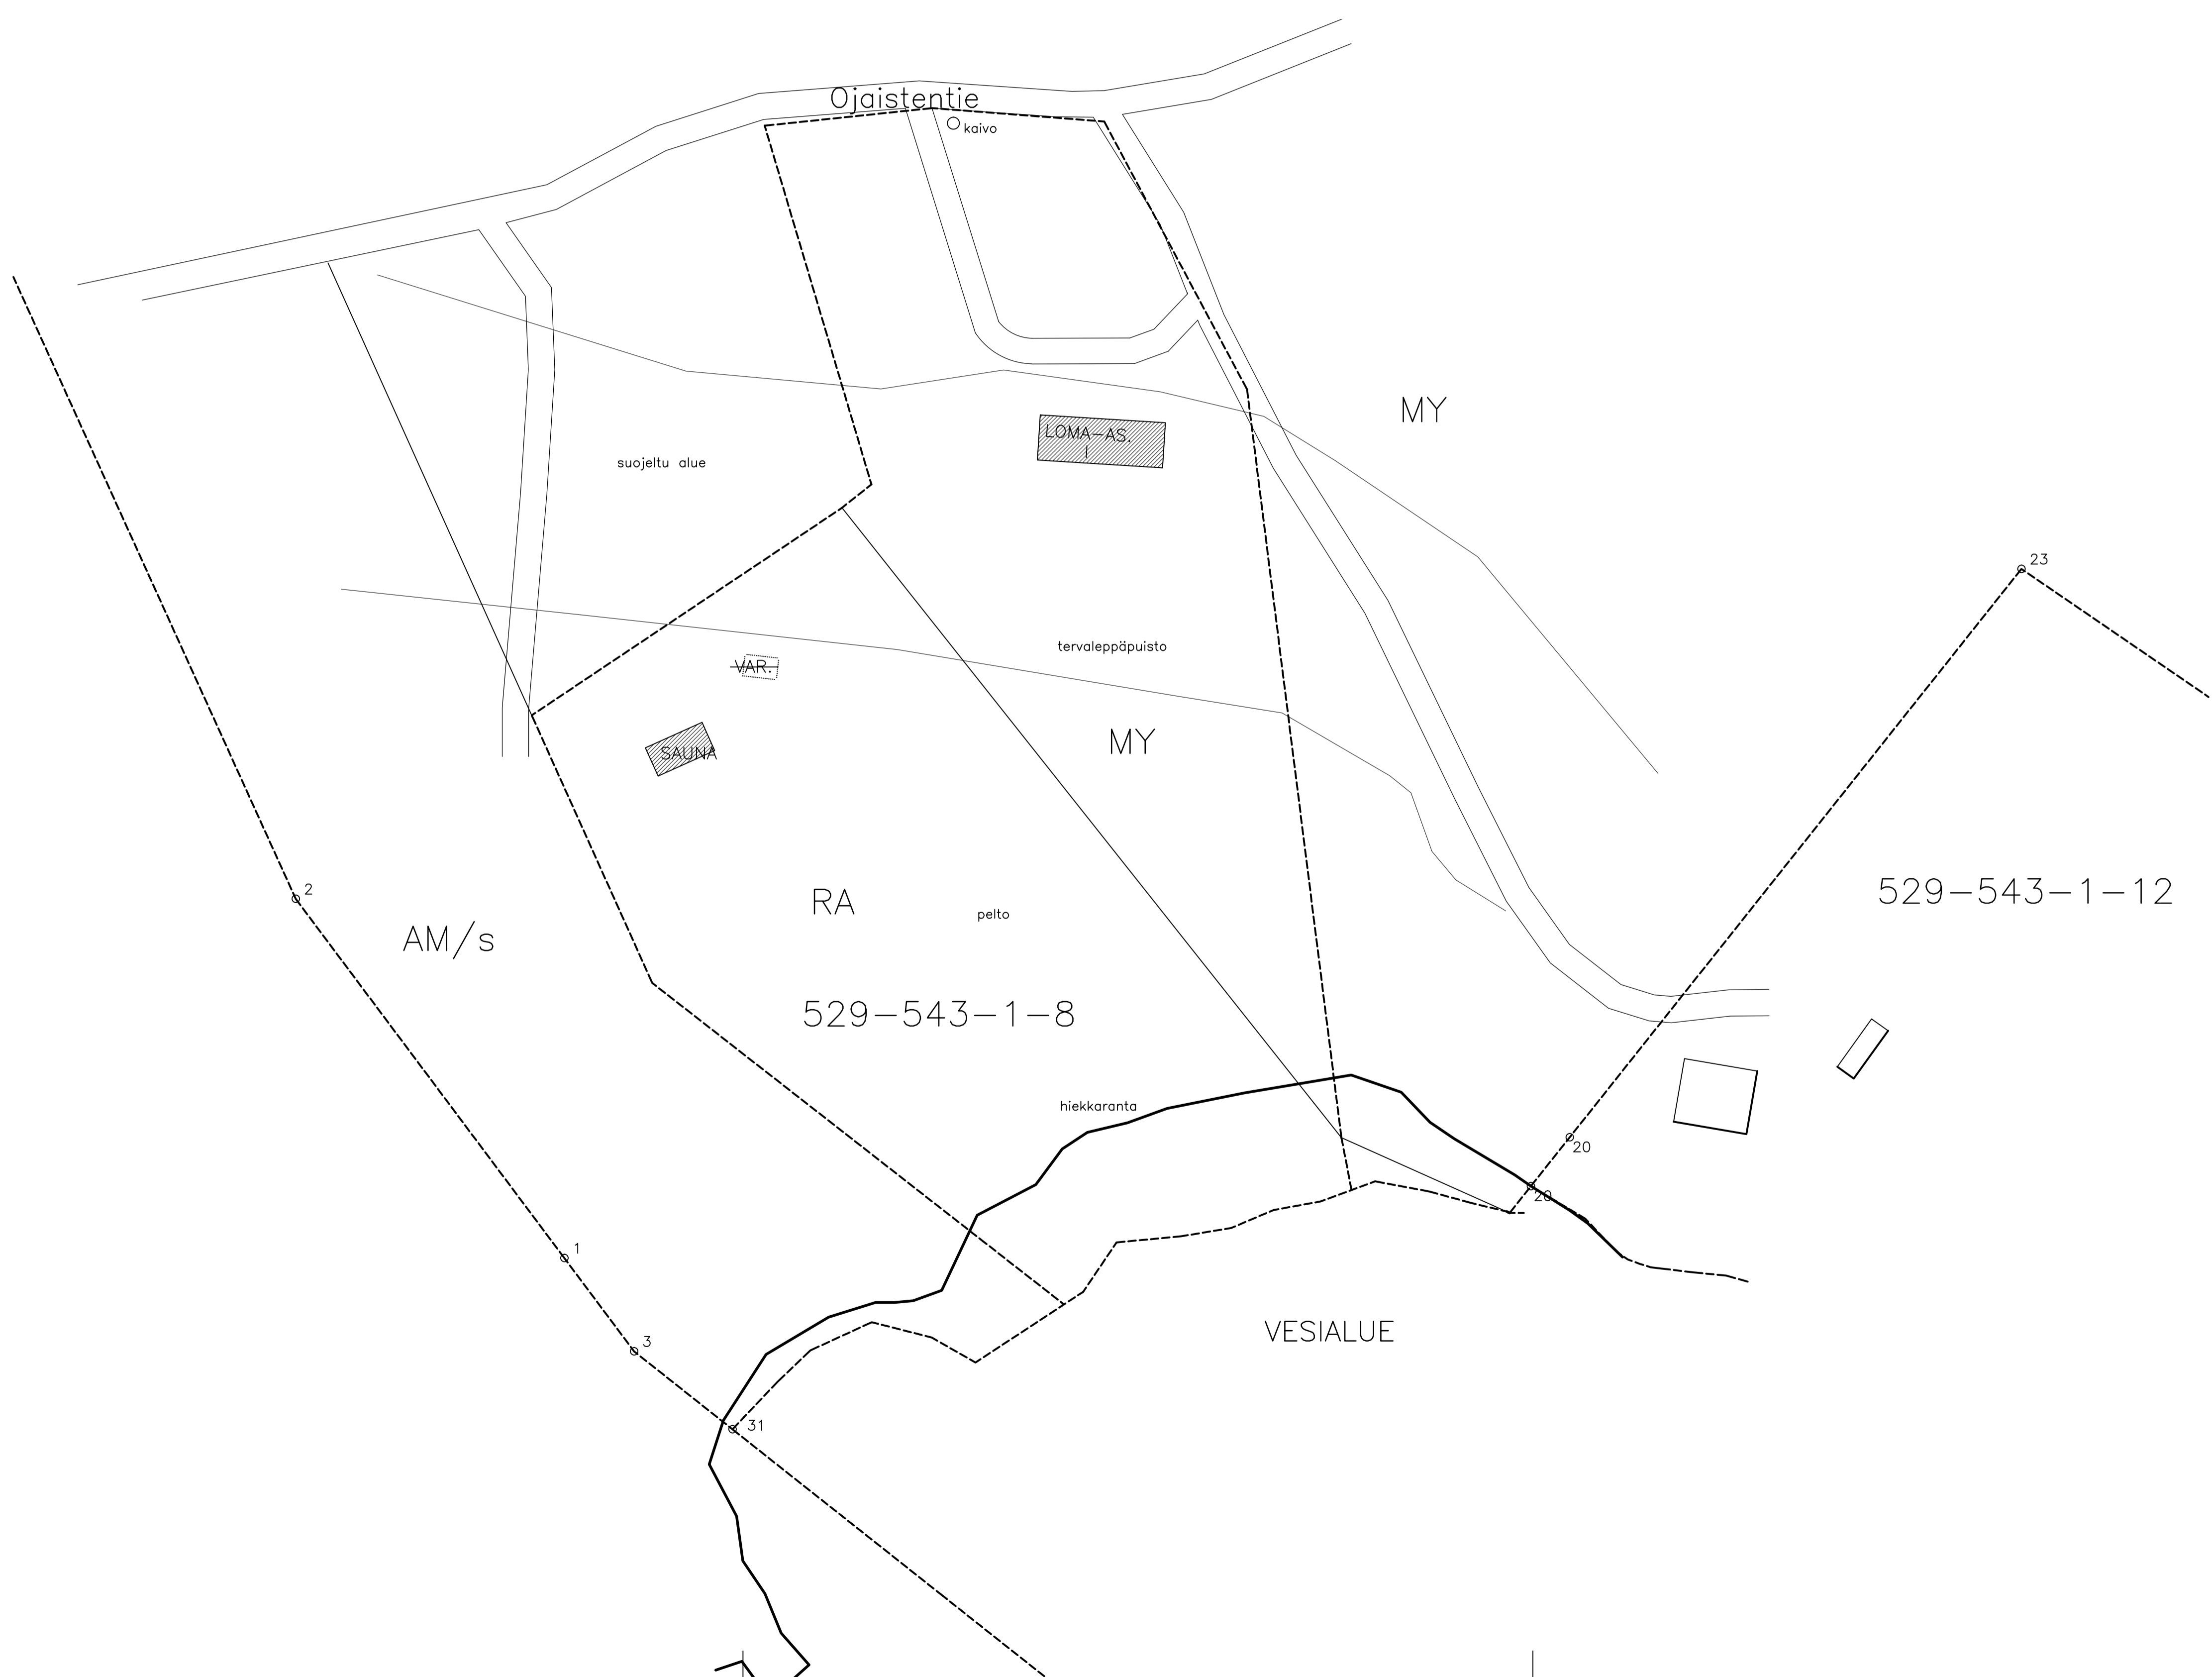 Ojaistentie
kaivo
MY
LOMA-AS.
I
suojeltu alue
23
tervaleppäpuisto
VAR.
MY
SAUNA
2
RA
529-543-1-12
pelto
AM/s
529-543-1-8
hiekkaranta
20
20
1
VESIALUE
3
31